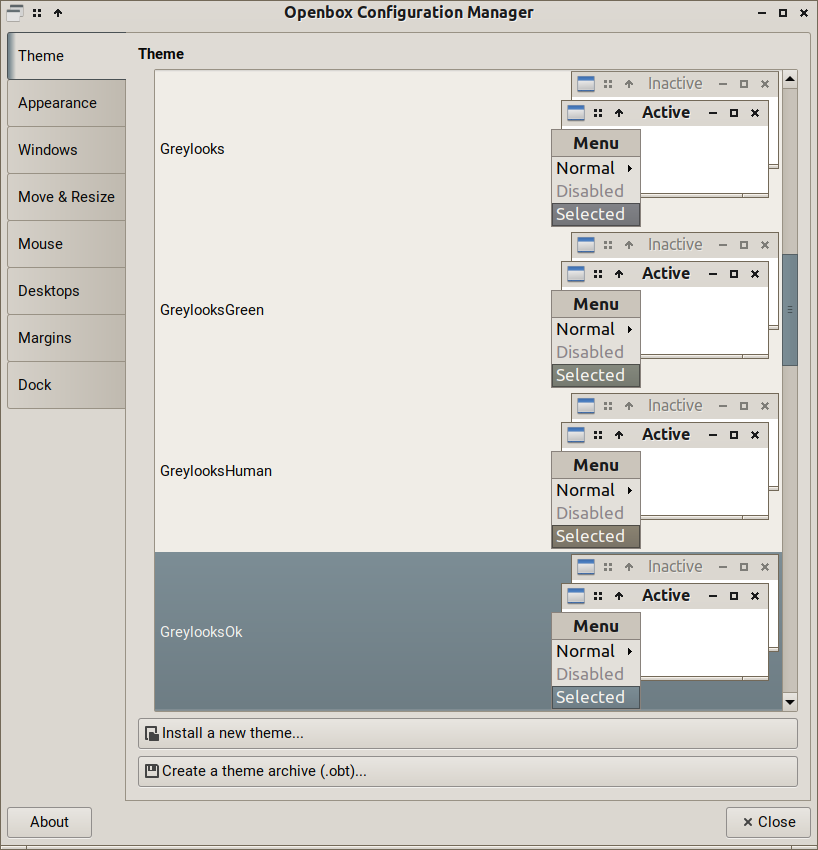 Openbox Configuration Manager
Theme
Appearance
Windows
Move & Resize
Mouse
Desktops
Margins
Dock
Theme
Greylooks
Inactive
Active
Menu
Normal
Disabled
Selected
GreylooksGreen
Inactive
Active
Menu
Normal
Disabled
Selected
GreylooksHuman
Inactive
Active
Menu
Normal
Disabled
Selected
GreylooksOk
Inactive
Active
Menu
Normal
Disabled
Selected
Install a new theme...
Create a theme archive (.obt)...
About
Close